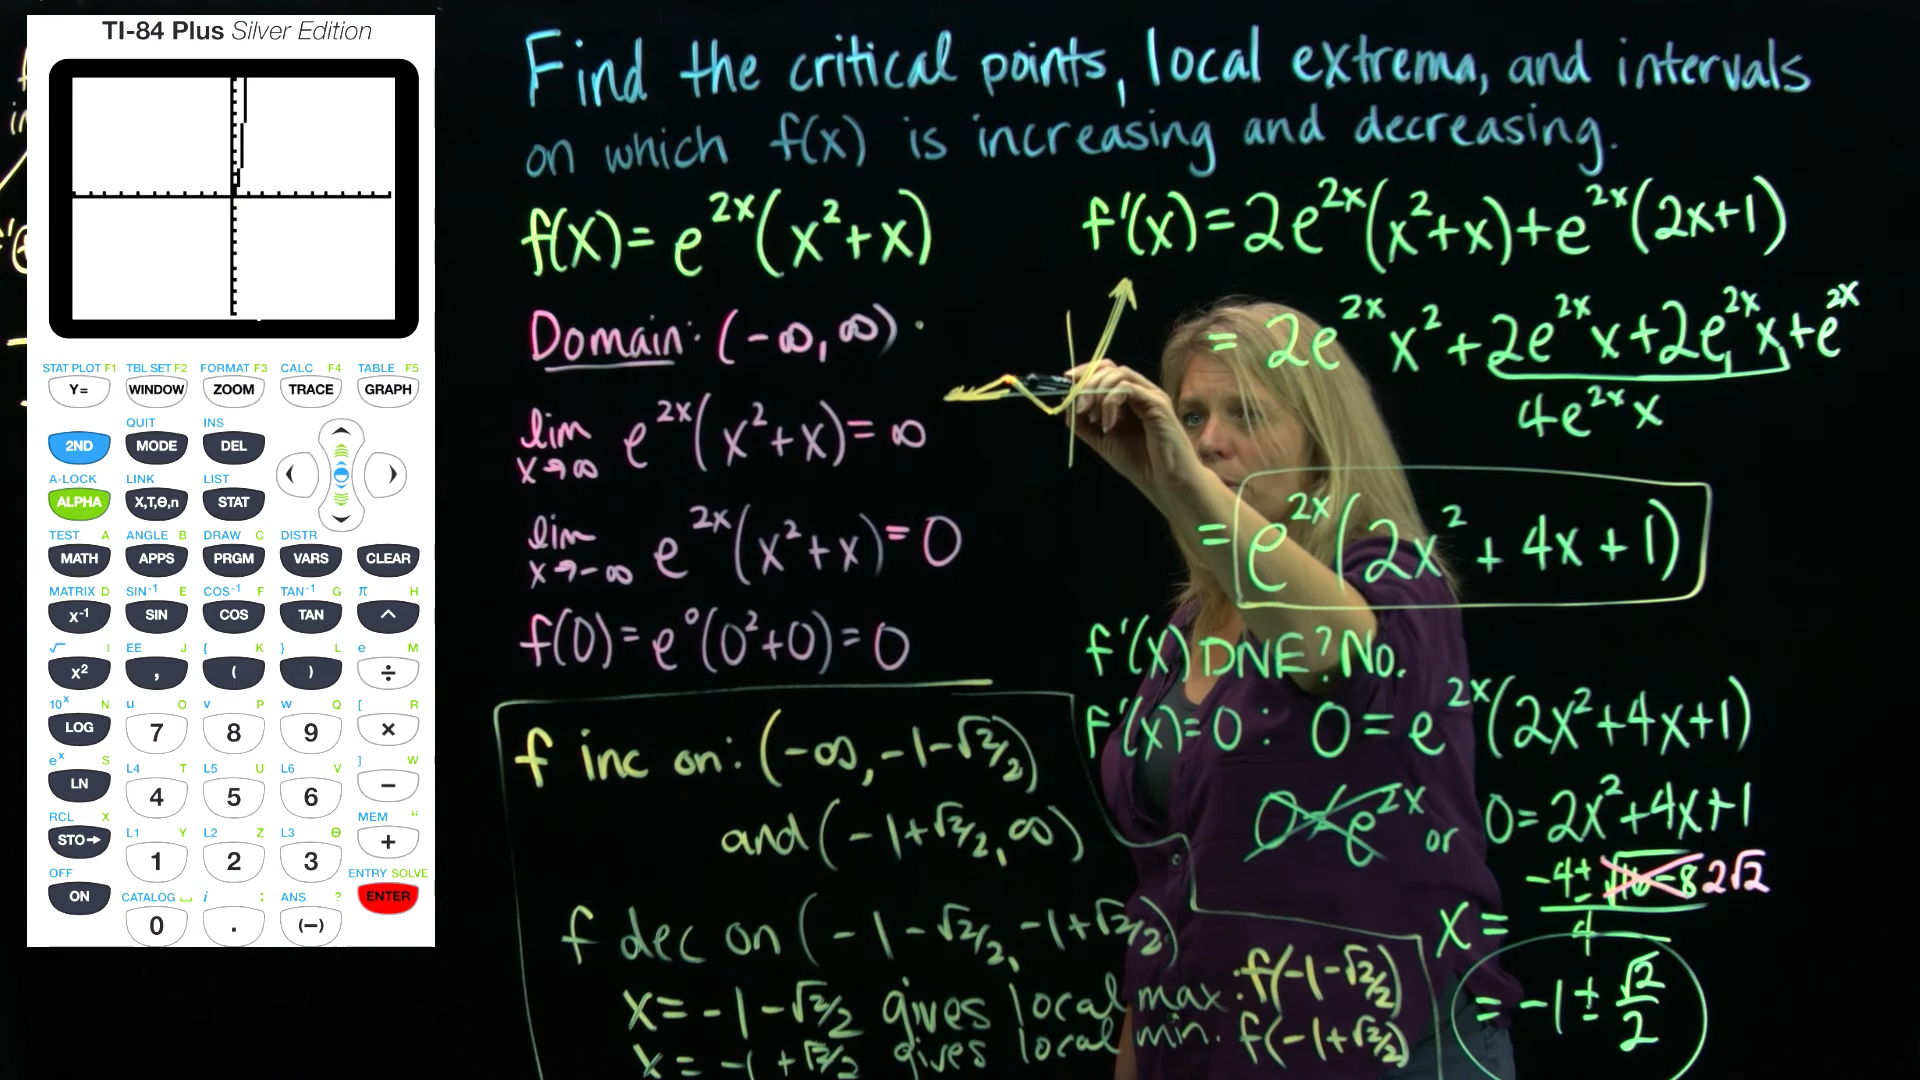 TI-84 Plus Silver Edition
STAT PLOT F1 TBL SET F2 FORMAT F3 CALC F4 TABLE F5
Y= WINDOW ZOOM TRACE GRAPH
QUIT INS
2ND MODE DEL
A-LOCK LINK LIST
ALPHA X,T,Θ,n STAT
TEST A ANGLE B DRAW C DISTR
MATH APPS PRGM VARS CLEAR
MATRIX D SIN⁻¹ E COS⁻¹ F TAN⁻¹ G π H
x⁻¹ SIN COS TAN ^
√ I EE J { K } L e M
x² , ( ) ÷
10ˣ N u O v P w Q [ R
LOG 7 8 9 ×
eˣ S L4 T L5 U L6 V ] W
LN 4 5 6 −
RCL X L1 Y L2 Z L3 Θ MEM "
STO→ 1 2 3 +
OFF CATALOG i : ANS ? ENTRY SOLVE
ON 0 . (−) ENTER
Find the critical points, local extrema, and intervals
on which f(x) is increasing and decreasing.
f(x) = e^2x (x² + x)
Domain: (-∞, ∞)
lim x→∞ e^2x (x² + x) = ∞
lim x→-∞ e^2x (x² + x) = 0
f(0) = e⁰(0² + 0) = 0
f inc on: (-∞, -1-√2/2)
and (-1+√2/2, ∞)
f dec on (-1-√2/2, -1+√2/2)
x = -1-√2/2 gives local max: f(-1-√2/2)
x = -1+√2/2 gives local min. f(-1+√2/2)
f'(x) = 2e^2x (x² + x) + e^2x (2x+1)
= 2e^2x x² + 2e^2x x + 2e^2x x + e^2x
4e^2x x
= e^2x (2x² + 4x + 1)
f'(x) DNE? No.
f'(x) = 0: 0 = e^2x (2x² + 4x + 1)
0 ≠ e^2x or 0 = 2x² + 4x + 1
x = -4 ± √16-8 2√2 / 4
= -1 ± √2/2